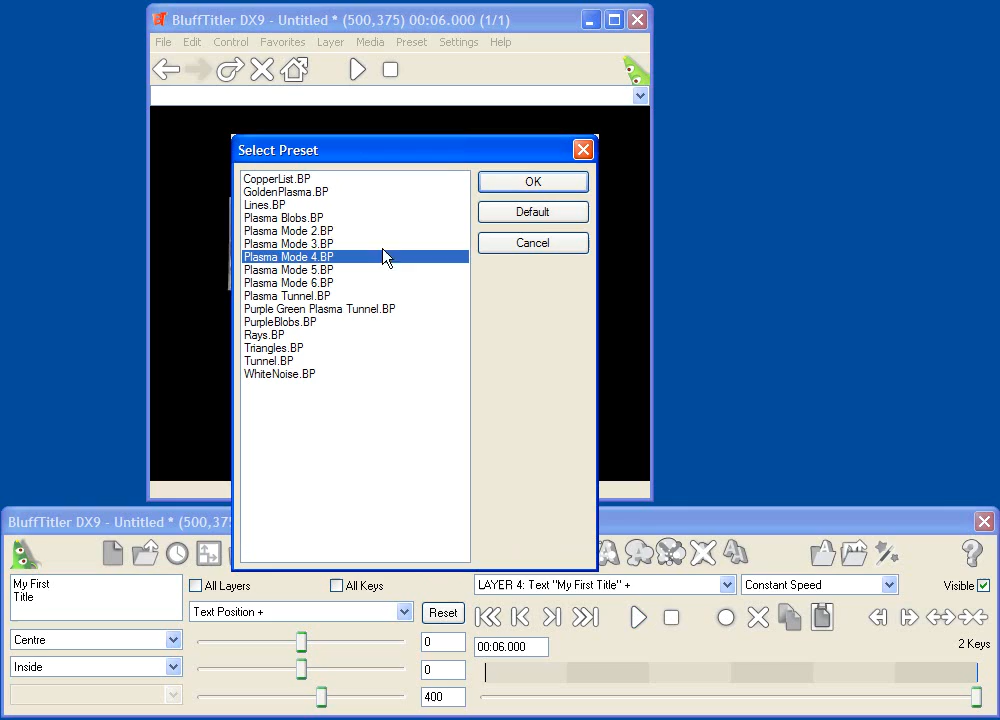 BluffTitler DX9 - Untitled * (500,375) 00:06.000 (1/1)
File Edit Control Favorites Layer Media Preset Settings Help
Select Preset
CopperList.BP
GoldenPlasma.BP
Lines.BP
Plasma Blobs.BP
Plasma Mode 2.BP
Plasma Mode 3.BP
Plasma Mode 4.BP
Plasma Mode 5.BP
Plasma Mode 6.BP
Plasma Tunnel.BP
Purple Green Plasma Tunnel.BP
PurpleBlobs.BP
Rays.BP
Triangles.BP
Tunnel.BP
WhiteNoise.BP
OK
Default
Cancel
BluffTitler DX9 - Untitled * (500,375
My First
Title
All Layers
All Keys
LAYER 4: Text "My First Title" +
Constant Speed
Visible
Text Position +
Reset
Centre
0
00:06.000
2 Keys
Inside
0
400